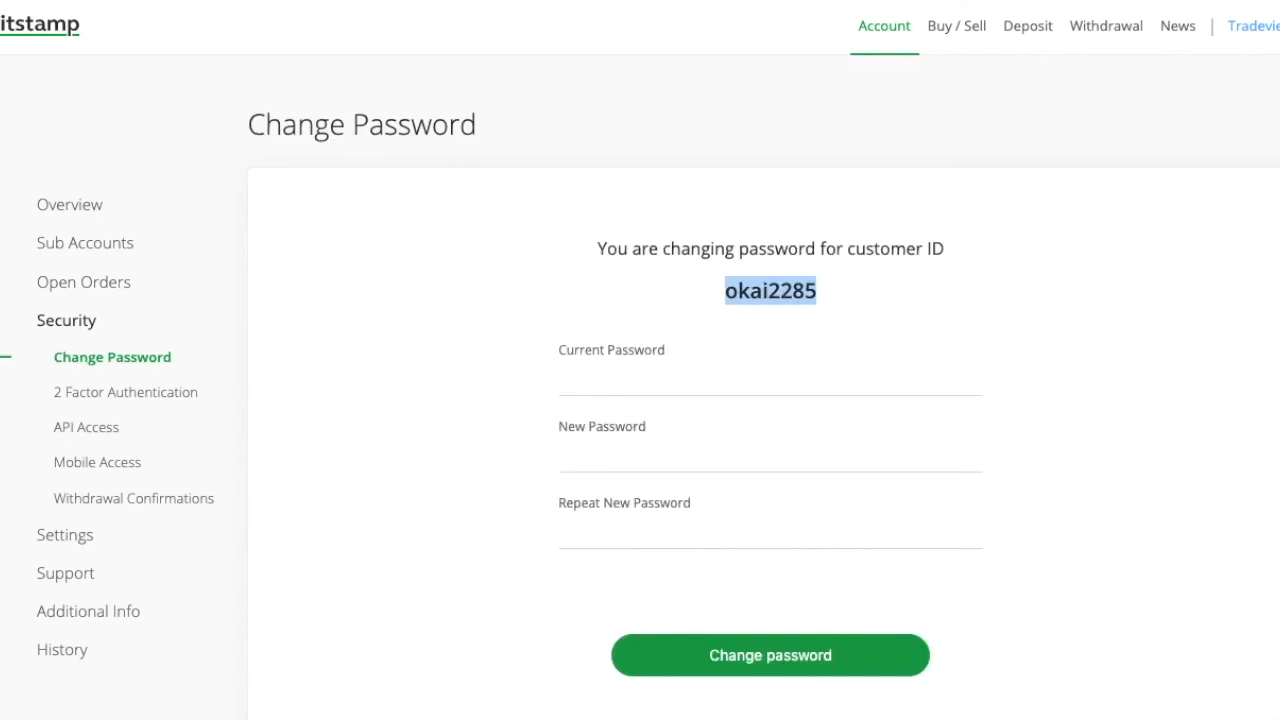 itstamp
Account Buy / Sell Deposit Withdrawal News | Tradevie
Change Password
Overview
Sub Accounts
Open Orders
Security
Change Password
2 Factor Authentication
API Access
Mobile Access
Withdrawal Confirmations
Settings
Support
Additional Info
History
You are changing password for customer ID
okai2285
Current Password
New Password
Repeat New Password
Change password